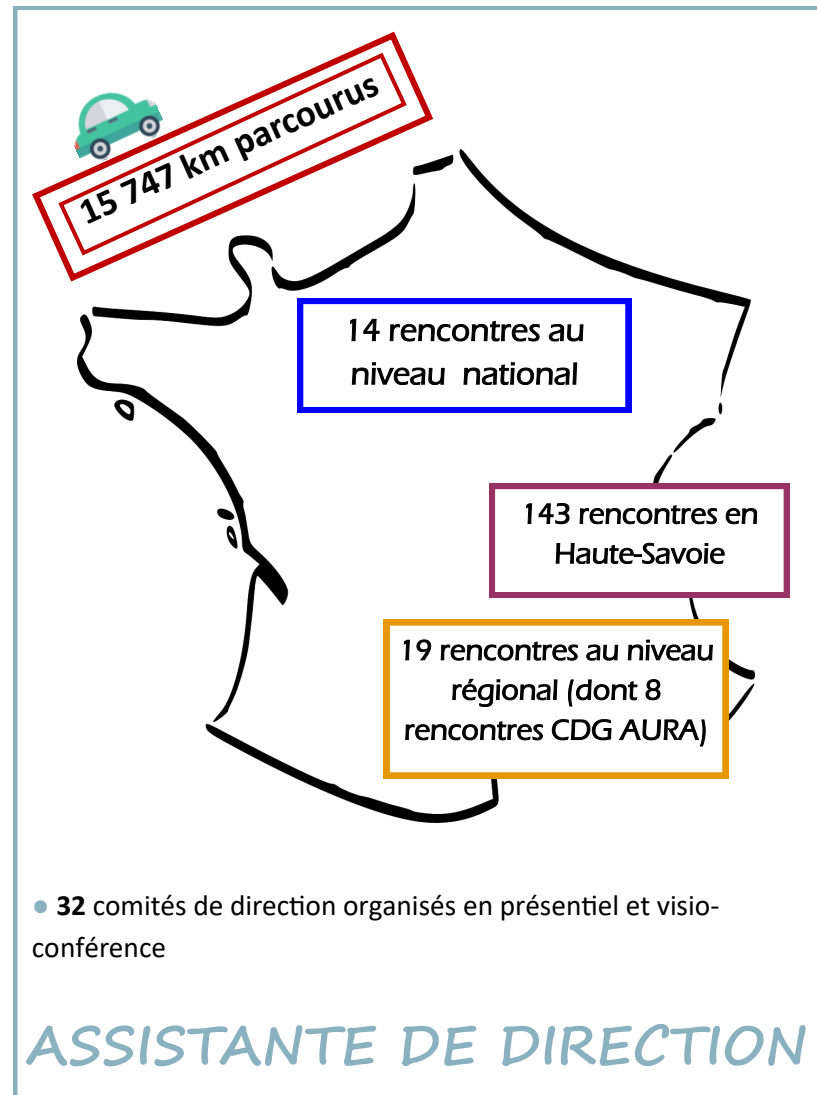 15 747 km parcourus
14 rencontres au
niveau national
143 rencontres en
Haute-Savoie
19 rencontres au niveau
régional (dont 8
rencontres CDG AURA)
● 32 comités de direction organisés en présentiel et visio-
conférence
ASSISTANTE DE DIRECTION